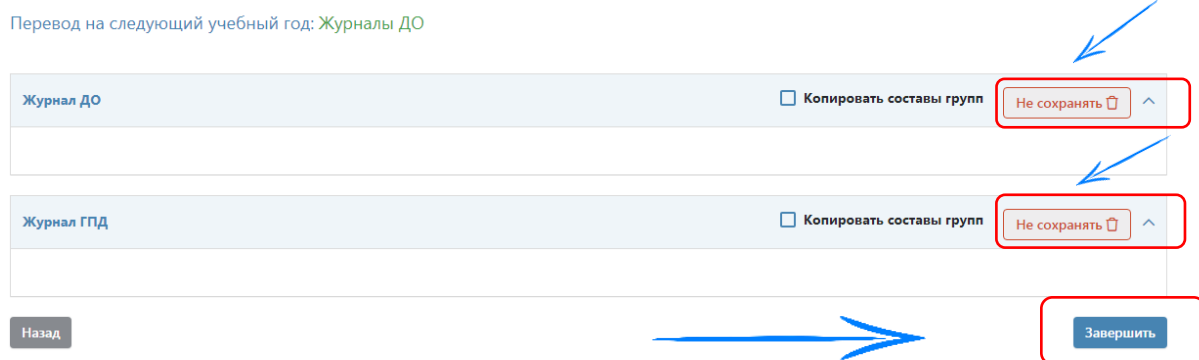 Перевод на следующий учебный год: Журналы ДО
Журнал ДО Копировать составы групп Не сохранять
Журнал ГПД Копировать составы групп Не сохранять
Назад Завершить